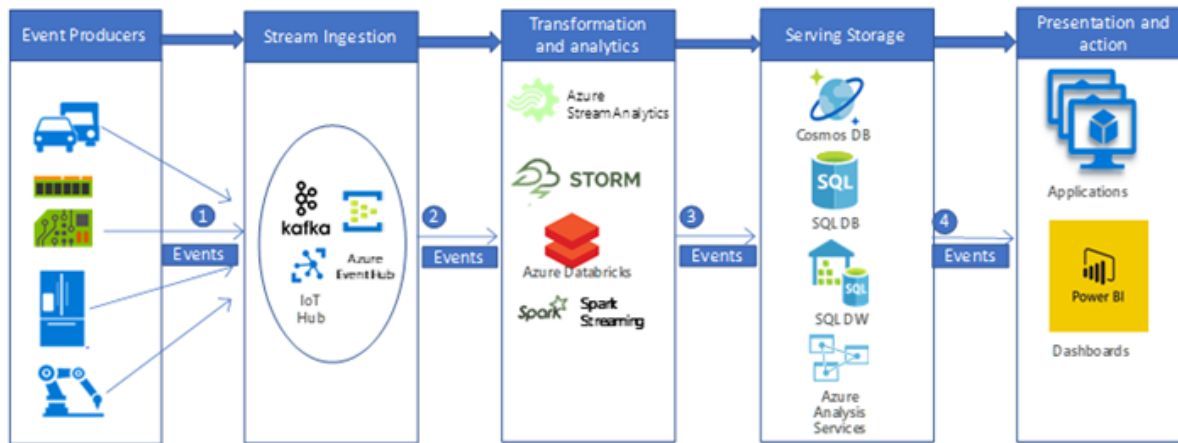 Event Producers
Stream Ingestion
Transformation
and analytics
Serving Storage
Presentation and
action
1
Events
kafka
Azure
Event Hub
IoT
Hub
2
Events
Azure
Stream Analytics
STORM
Azure Databricks
Spark
Spark
Streaming
3
Events
Cosmos DB
SQL
SQL DB
SQL
SQL DW
Azure
Analysis
Services
4
Events
Applications
Power BI
Dashboards